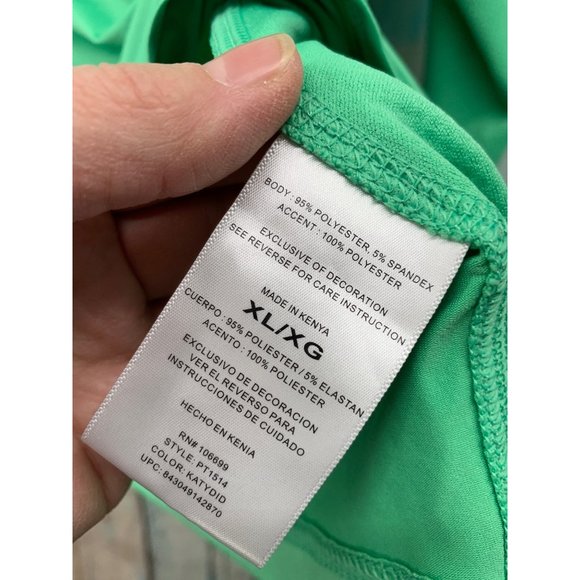 BODY : 95% POLYESTER, 5% SPANDEX
ACCENT : 100% POLYESTER
EXCLUSIVE OF DECORATION
SEE REVERSE FOR CARE INSTRUCTION
MADE IN KENYA
XL/XG
CUERPO : 95% POLIESTER / 5% ELASTAN
ACENTO : 100% POLIESTER
EXCLUSIVO DE DECORACION
VER EL REVERSO PARA
INSTRUCCIONES DE CUIDADO
HECHO EN KENIA
RN# 106699
STYLE: PT1514
COLOR: KATYDID
UPC: 843049142870